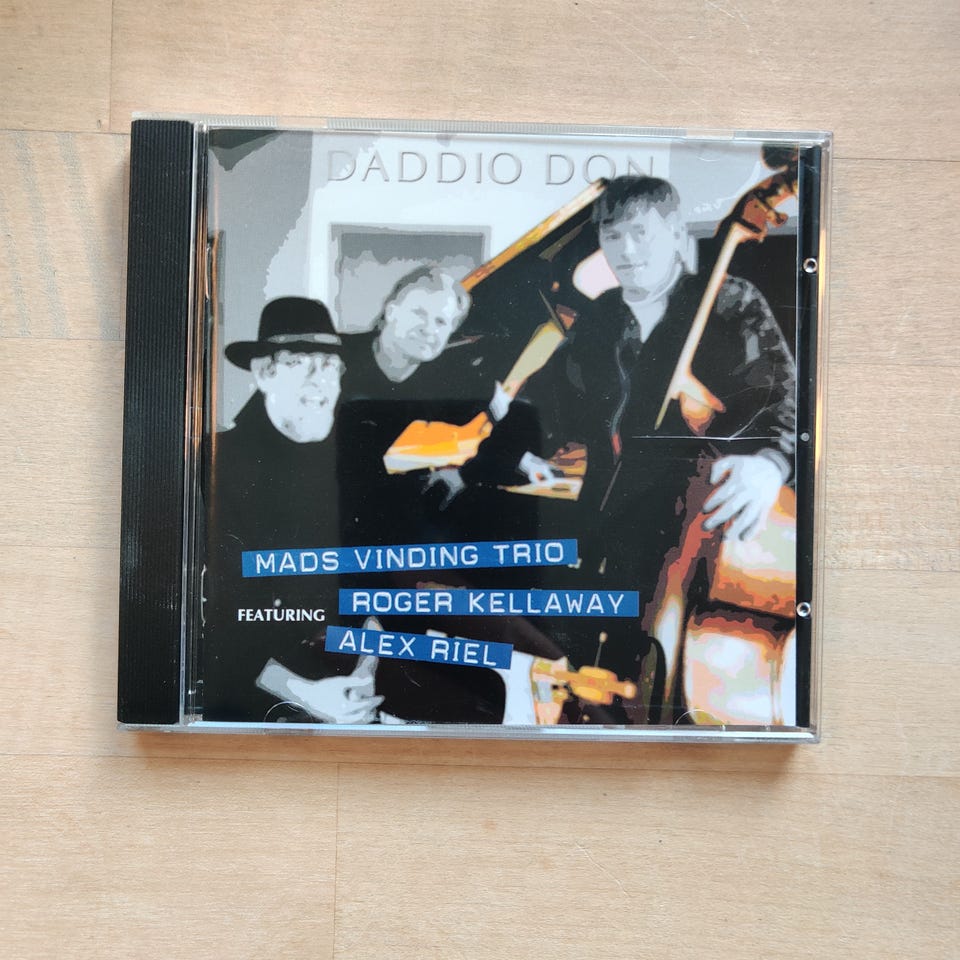 DADDIO DON
MADS VINDING TRIO
FEATURING ROGER KELLAWAY
ALEX RIEL